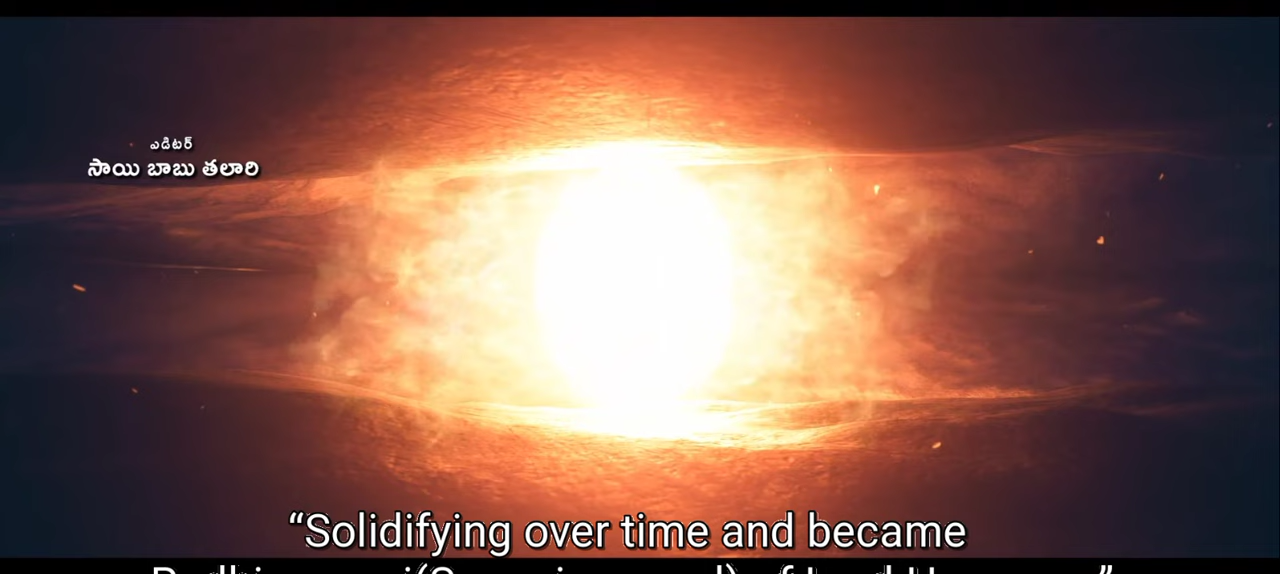 ఎడిటర్
సాయి బాబు తలారి
“Solidifying over time and became